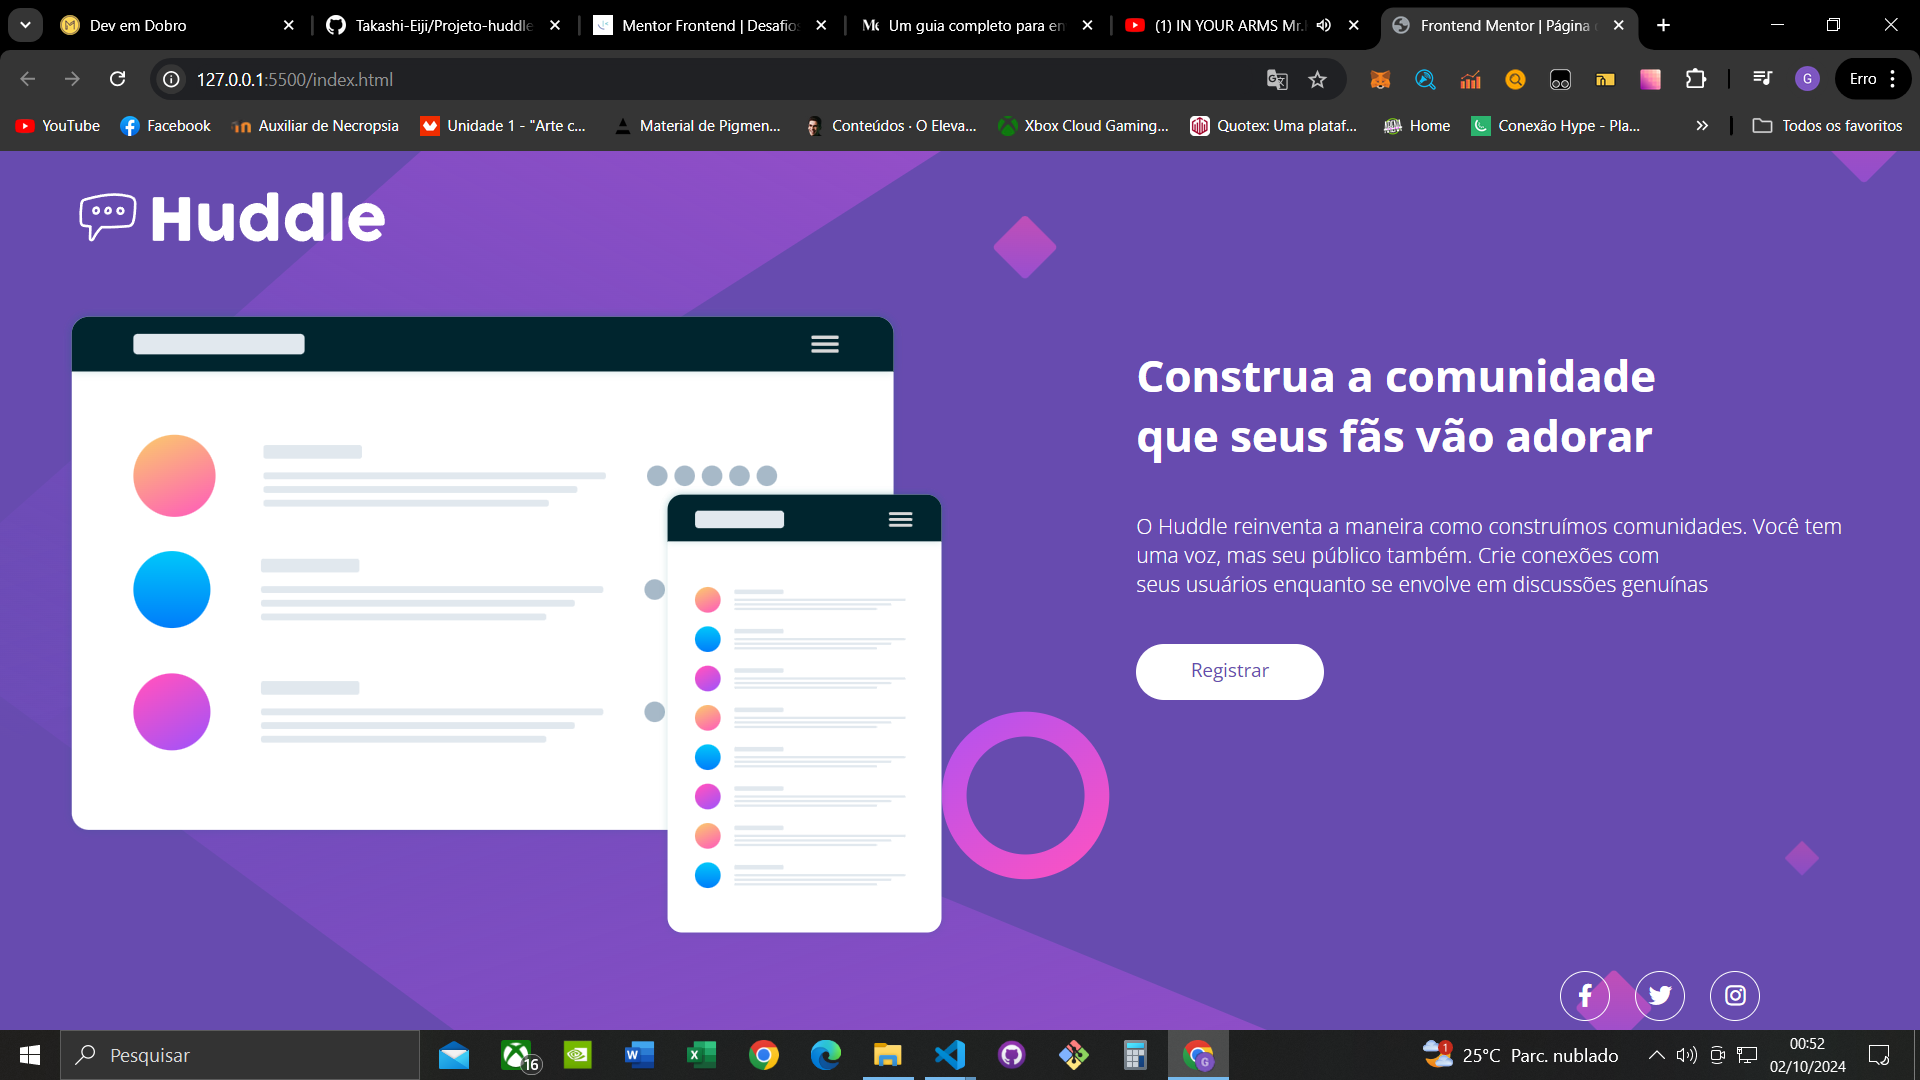 Dev em Dobro
Takashi-Eiji/Projeto-huddle
Mentor Frontend | Desafios
Um guia completo para en
(1) IN YOUR ARMS Mr.
Frontend Mentor | Página
127.0.0.1:5500/index.html
G
Erro
YouTube
Facebook
Auxiliar de Necropsia
Unidade 1 - "Arte c...
Material de Pigmen...
Conteúdos · O Eleva...
Xbox Cloud Gaming...
Quotex: Uma plataf...
Home
Conexão Hype - Pla...
Todos os favoritos
Huddle
Construa a comunidade
que seus fãs vão adorar
O Huddle reinventa a maneira como construímos comunidades. Você tem
uma voz, mas seu público também. Crie conexões com
seus usuários enquanto se envolve em discussões genuínas
Registrar
Pesquisar
16
1
25°C Parc. nublado
00:52
02/10/2024